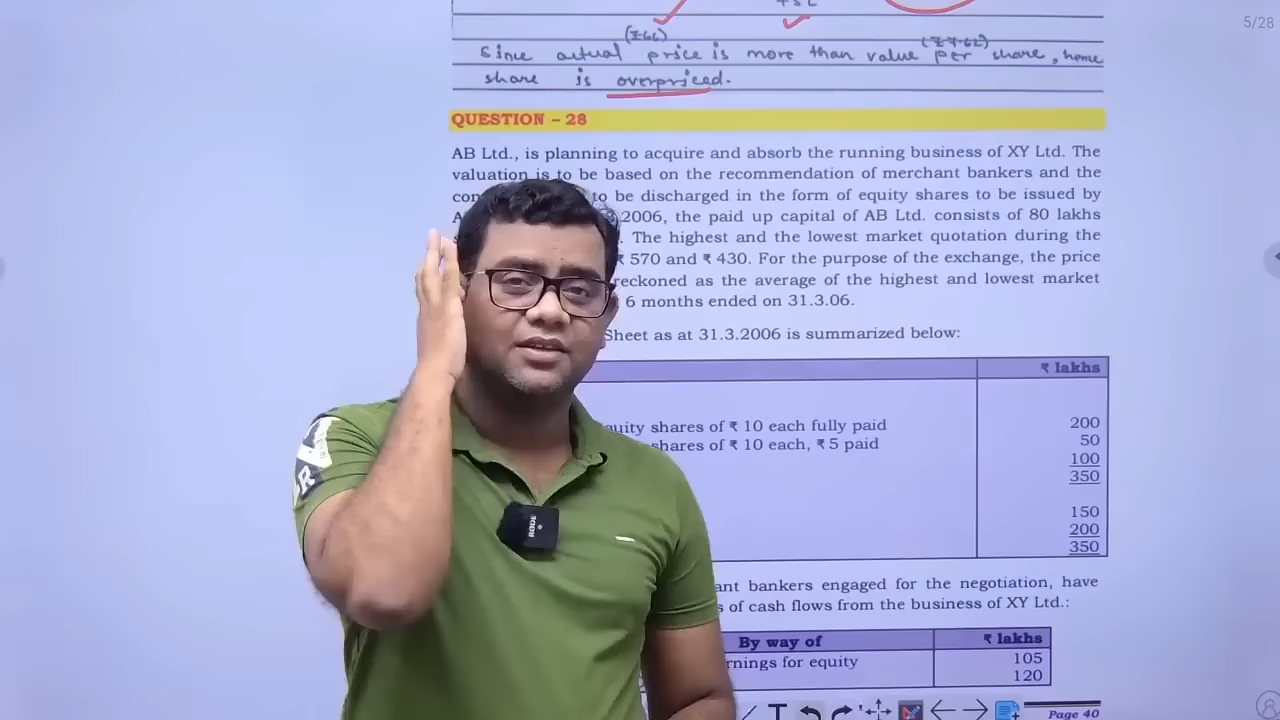 5/28
(₹66)
since actual price is more than value per share, hence
share is overpriced.
QUESTION – 28
AB Ltd., is planning to acquire and absorb the running business of XY Ltd. The
valuation is to be based on the recommendation of merchant bankers and the
to be discharged in the form of equity shares to be issued by
2006, the paid up capital of AB Ltd. consists of 80 lakhs
. The highest and the lowest market quotation during the
₹ 570 and ₹ 430. For the purpose of the exchange, the price
reckoned as the average of the highest and lowest market
6 months ended on 31.3.06.
Sheet as at 31.3.2006 is summarized below:
₹ lakhs
quity shares of ₹ 10 each fully paid 200
shares of ₹ 10 each, ₹ 5 paid 50
100
350
150
200
350
ant bankers engaged for the negotiation, have
s of cash flows from the business of XY Ltd.:
By way of ₹ lakhs
rnings for equity 105
120
RODE
R
T
Page 40